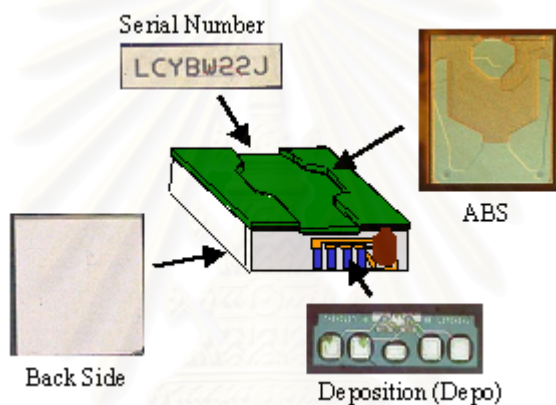 Serial Number
LCYBW22J
ABS
Back Side
Deposition (Depo)